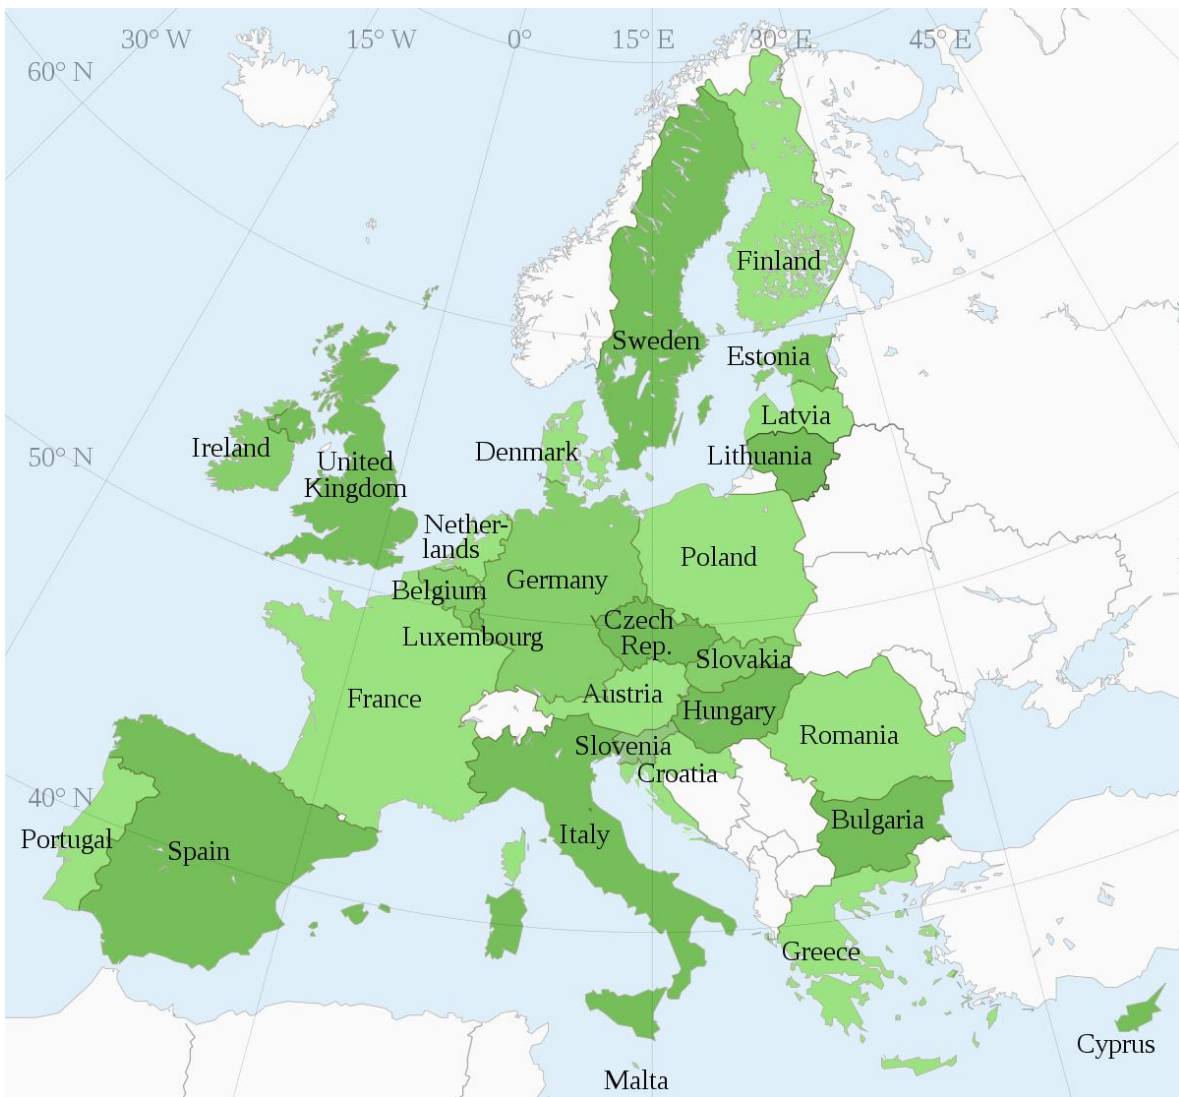 30° W
15° W
0°
15° E
30° E
45° E
60° N
Finland
Sweden
Estonia
Latvia
Ireland
Denmark
Lithuania
50° N
United
Kingdom
Nether-
lands
Poland
Belgium
Germany
Czech
Rep.
Luxembourg
Slovakia
France
Austria
Hungary
Romania
Slovenia
Croatia
40° N
Portugal
Spain
Italy
Bulgaria
Greece
Cyprus
Malta